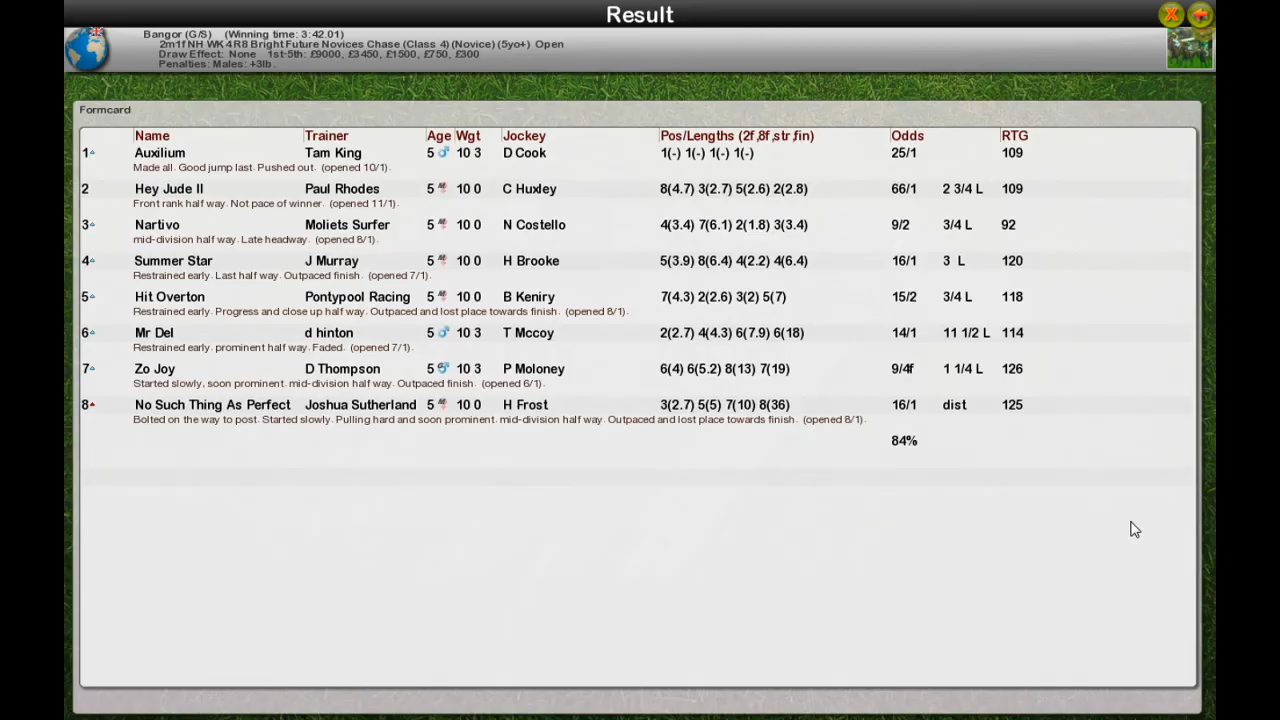 Result
Bangor (G/S) (Winning time: 3:42.01)
2m1f NH WK 4 R8 Bright Future Novices Chase (Class 4) (Novice) (5yo+) Open
Draw Effect: None 1st-5th: £9000, £3450, £1500, £750, £300
Penalties: Males: +3lb.
Formcard
Name Trainer Age Wgt Jockey Pos/Lengths (2f,8f,str,fin) Odds RTG
1 Auxilium Tam King 5 10 3 D Cook 1(-) 1(-) 1(-) 1(-) 25/1 109
Made all. Good jump last. Pushed out. (opened 10/1).
2 Hey Jude II Paul Rhodes 5 10 0 C Huxley 8(4.7) 3(2.7) 5(2.6) 2(2.8) 66/1 2 3/4 L 109
Front rank half way. Not pace of winner. (opened 11/1).
3 Nartivo Moliets Surfer 5 10 0 N Costello 4(3.4) 7(6.1) 2(1.8) 3(3.4) 9/2 3/4 L 92
mid-division half way. Late headway. (opened 8/1).
4 Summer Star J Murray 5 10 0 H Brooke 5(3.9) 8(6.4) 4(2.2) 4(6.4) 16/1 3 L 120
Restrained early. Last half way. Outpaced finish. (opened 7/1).
5 Hit Overton Pontypool Racing 5 10 0 B Keniry 7(4.3) 2(2.6) 3(2) 5(7) 15/2 3/4 L 118
Restrained early. Progress and close up half way. Outpaced and lost place towards finish. (opened 8/1).
6 Mr Del d hinton 5 10 3 T Mccoy 2(2.7) 4(4.3) 6(7.9) 6(18) 14/1 11 1/2 L 114
Restrained early. prominent half way. Faded. (opened 7/1).
7 Zo Joy D Thompson 5 10 3 P Moloney 6(4) 6(5.2) 8(13) 7(19) 9/4f 1 1/4 L 126
Started slowly, soon prominent. mid-division half way. Outpaced finish. (opened 6/1).
8 No Such Thing As Perfect Joshua Sutherland 5 10 0 H Frost 3(2.7) 5(5) 7(10) 8(36) 16/1 dist 125
Bolted on the way to post. Started slowly. Pulling hard and soon prominent. mid-division half way. Outpaced and lost place towards finish. (opened 8/1).
84%